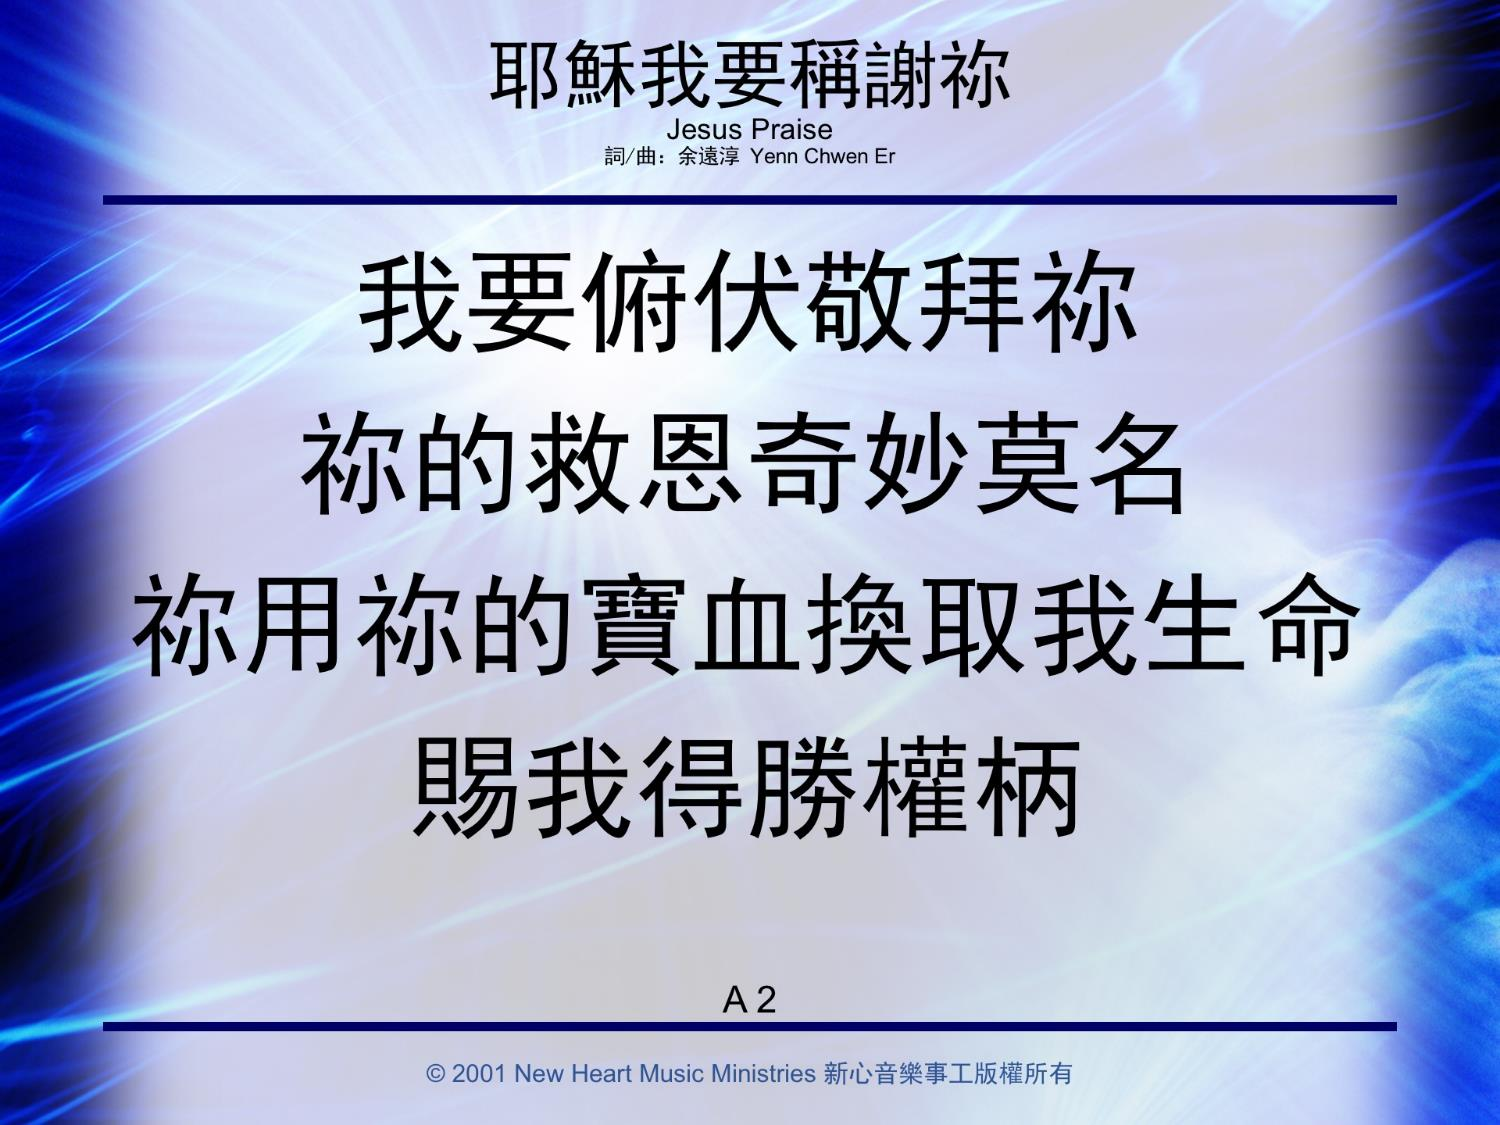 耶穌我要稱謝祢
Jesus Praise
詞/曲：余遠淳 Yenn Chwen Er
我要俯伏敬拜祢
祢的救恩奇妙莫名
祢用祢的寶血換取我生命
賜我得勝權柄
A 2
© 2001 New Heart Music Ministries 新心音樂事工版權所有